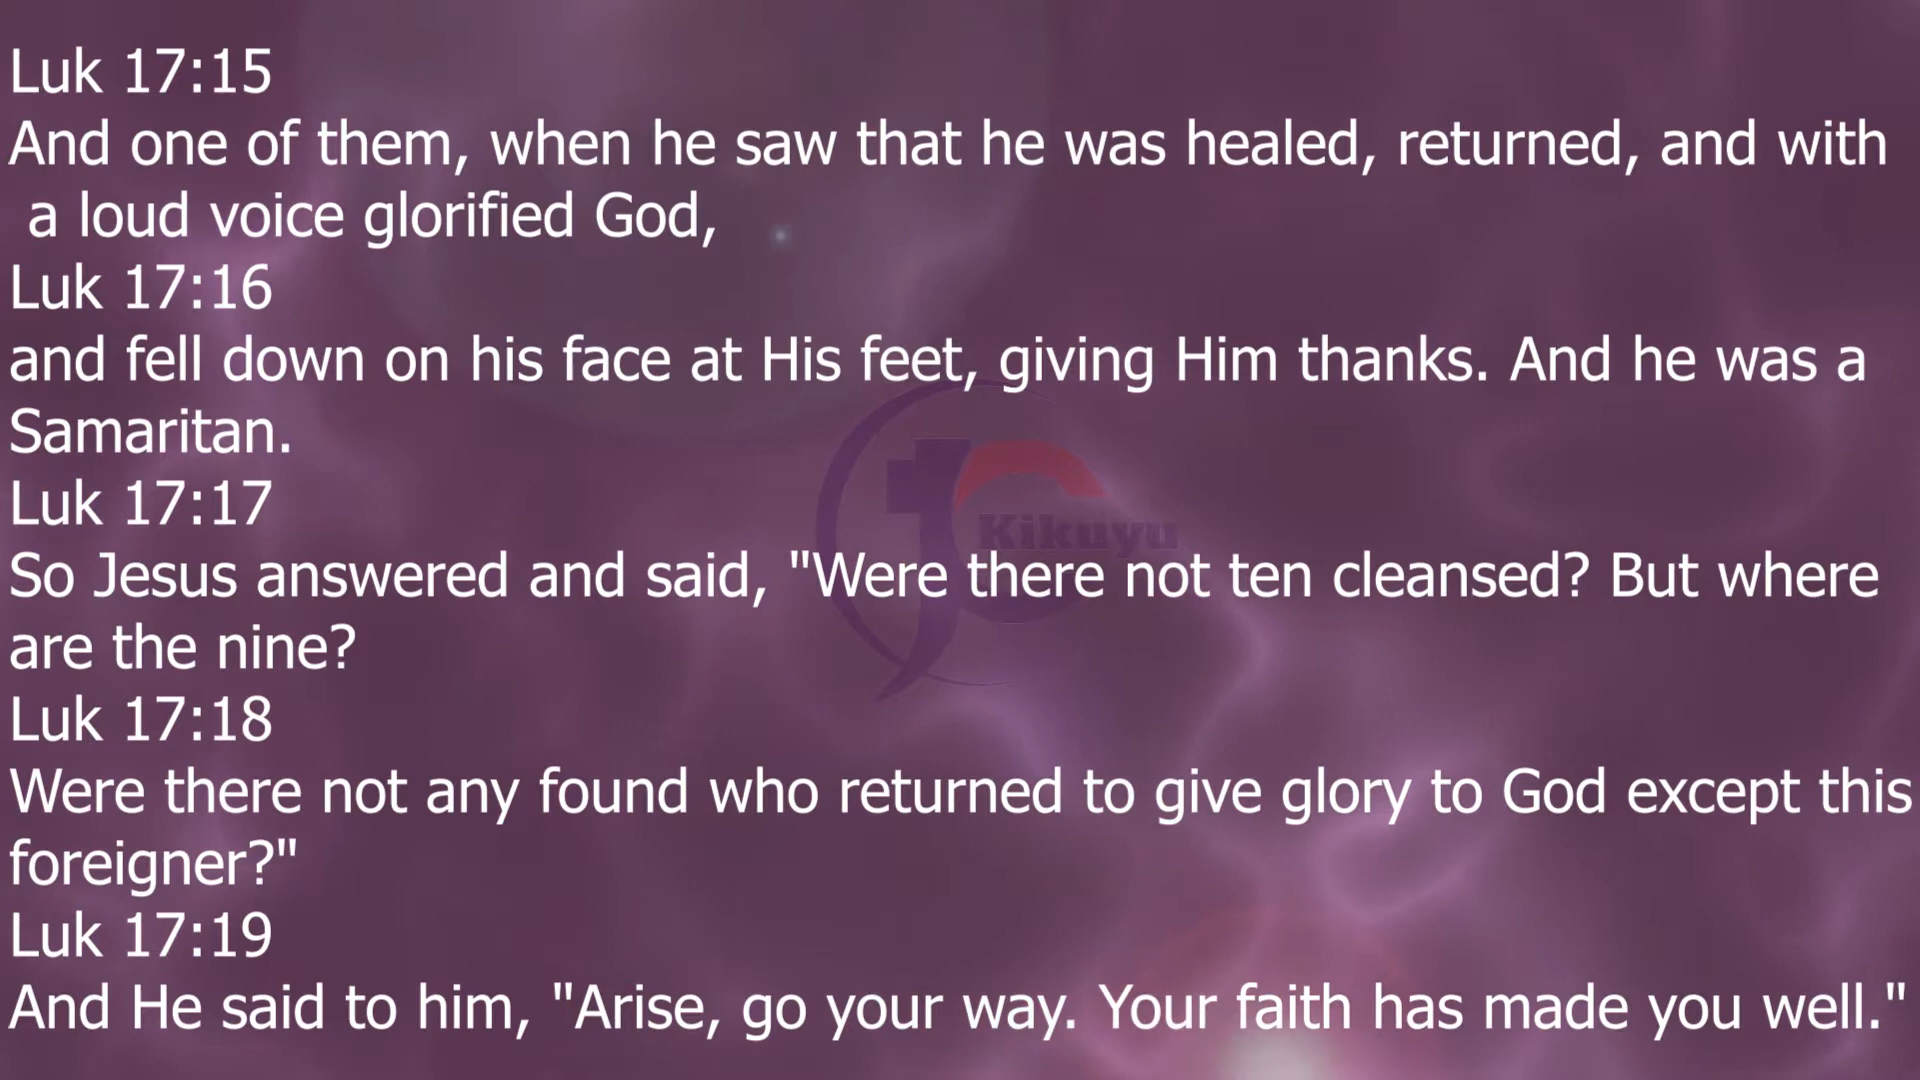 Luk 17:15
And one of them, when he saw that he was healed, returned, and with
a loud voice glorified God,
Luk 17:16
and fell down on his face at His feet, giving Him thanks. And he was a
Samaritan.
Luk 17:17
Kikuyu
So Jesus answered and said, "Were there not ten cleansed? But where
are the nine?
Luk 17:18
Were there not any found who returned to give glory to God except this
foreigner?"
Luk 17:19
And He said to him, "Arise, go your way. Your faith has made you well."